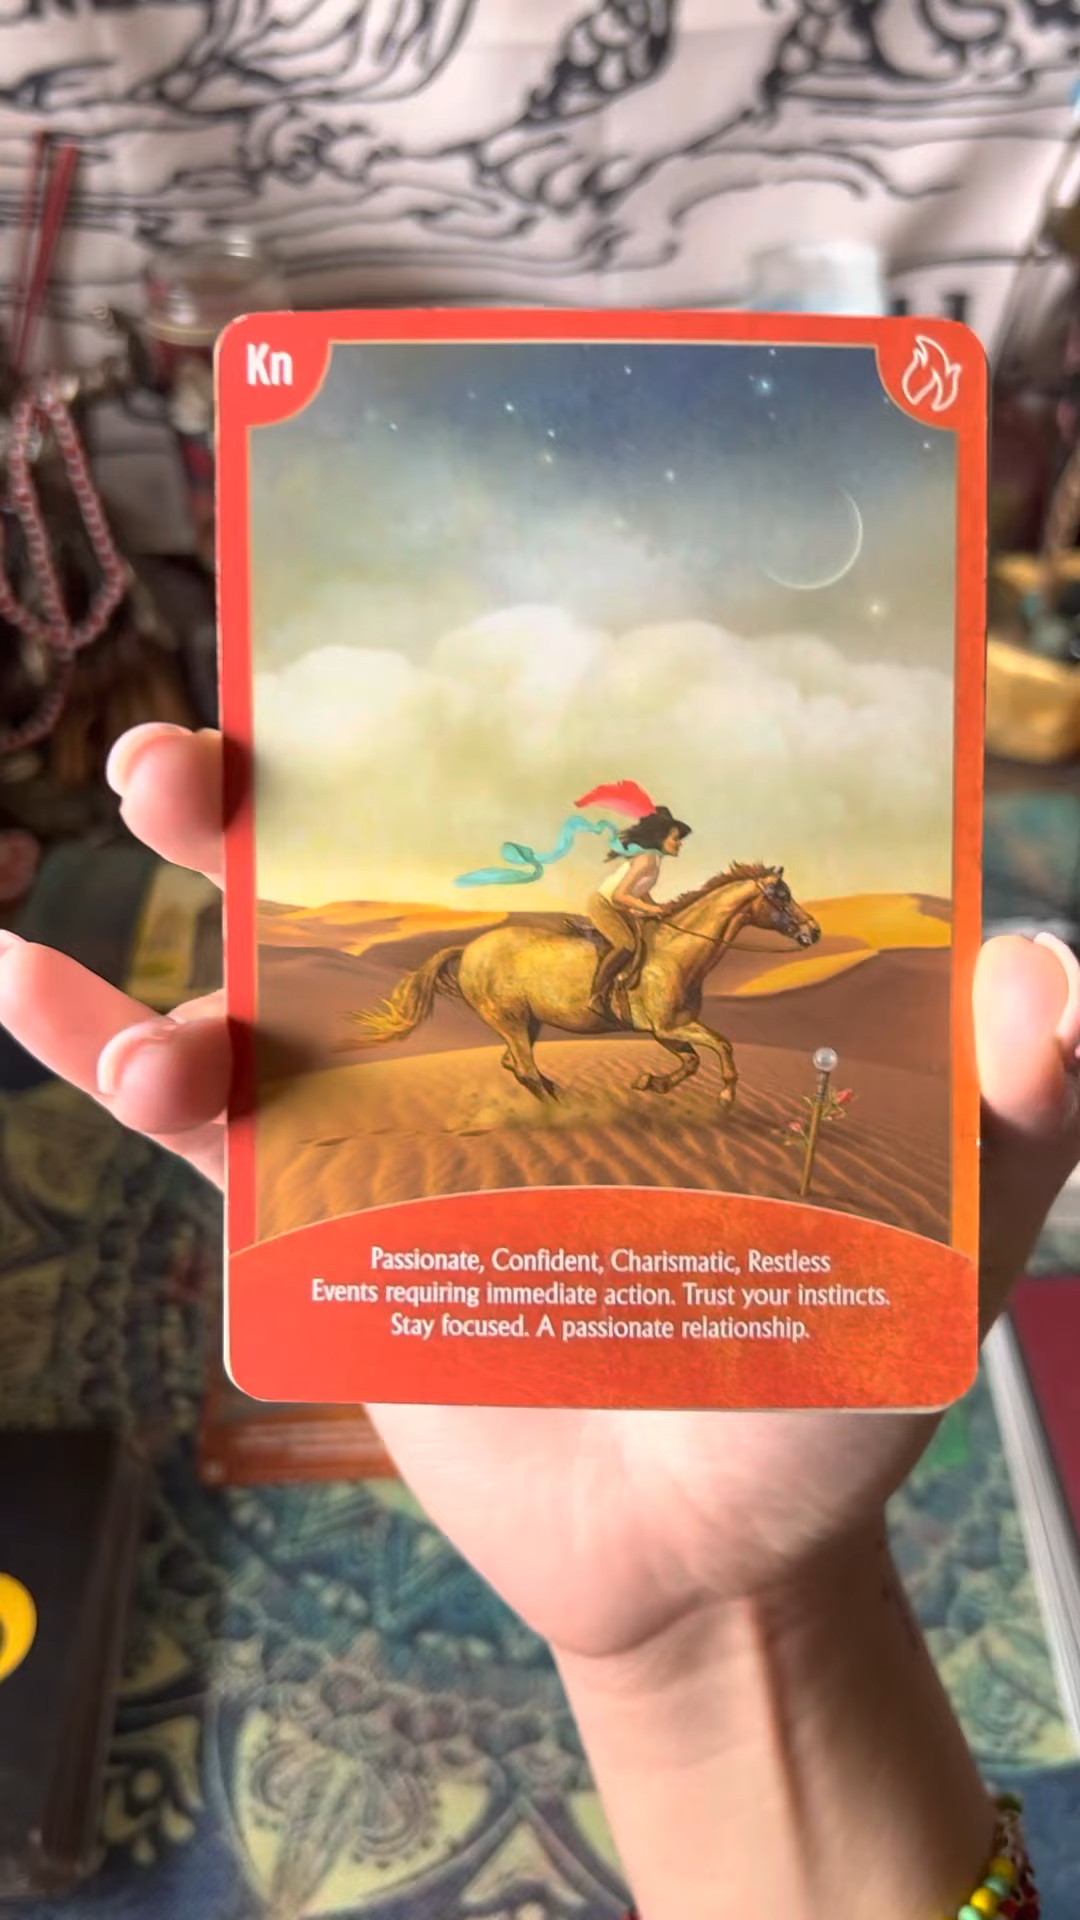 Kn
Passionate, Confident, Charismatic, Restless
Events requiring immediate action. Trust your instincts.
Stay focused. A passionate relationship.